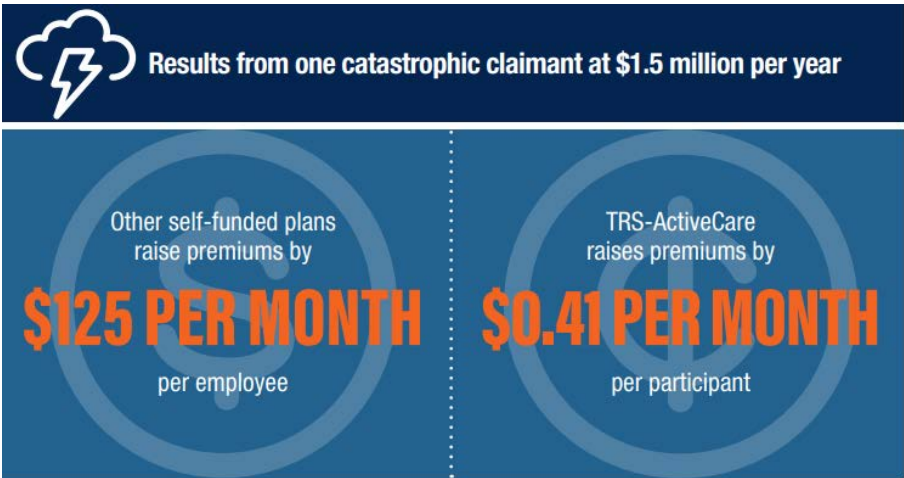 Results from one catastrophic claimant at $1.5 million per year
Other self-funded plans
raise premiums by
$125 PER MONTH
per employee
TRS-ActiveCare
raises premiums by
$0.41 PER MONTH
per participant